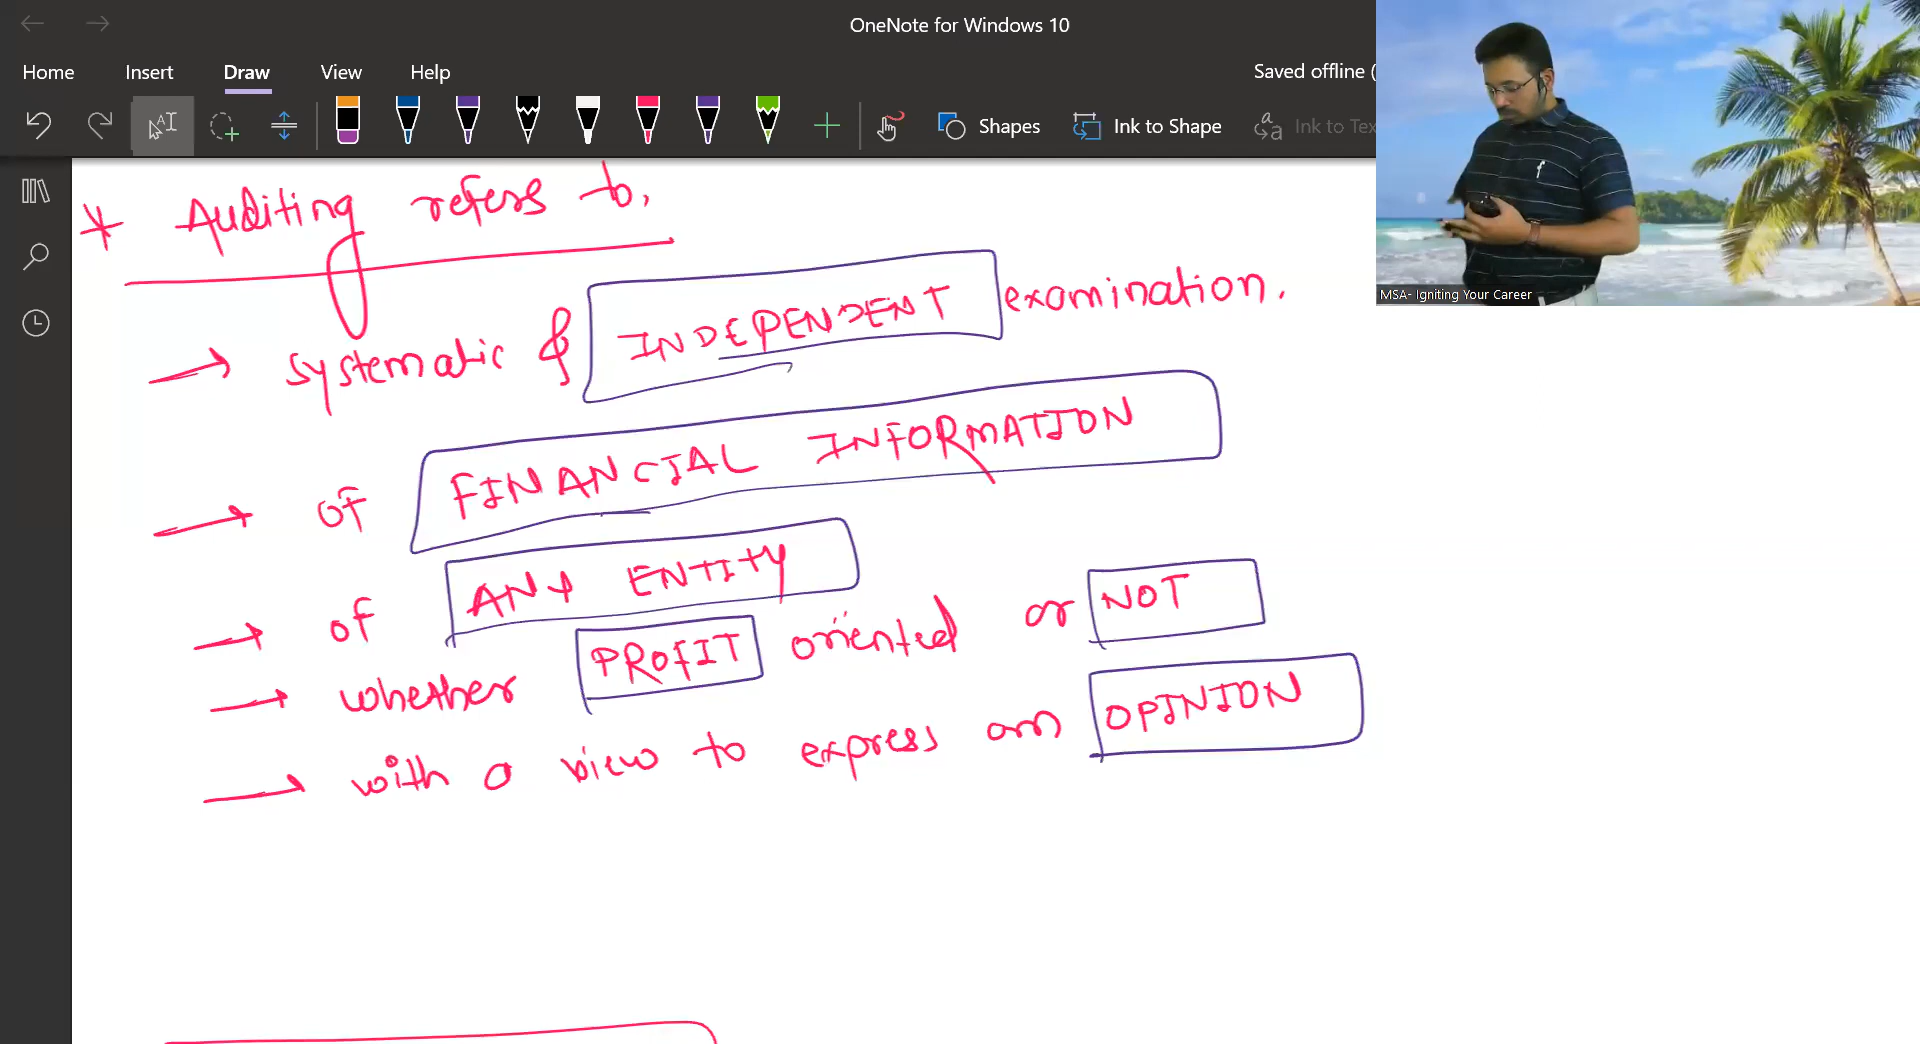 OneNote for Windows 10
Home Insert Draw View Help
Saved offline (
Shapes Ink to Shape Ink to Tex
* Auditing refers to,
→ systematic & INDEPENDENT examination.
→ of FINANCIAL INFORMATION
→ of ANY ENTITY
→ whether PROFIT oriented or NOT
→ with a view to express an OPINION
MSA- Igniting Your Career